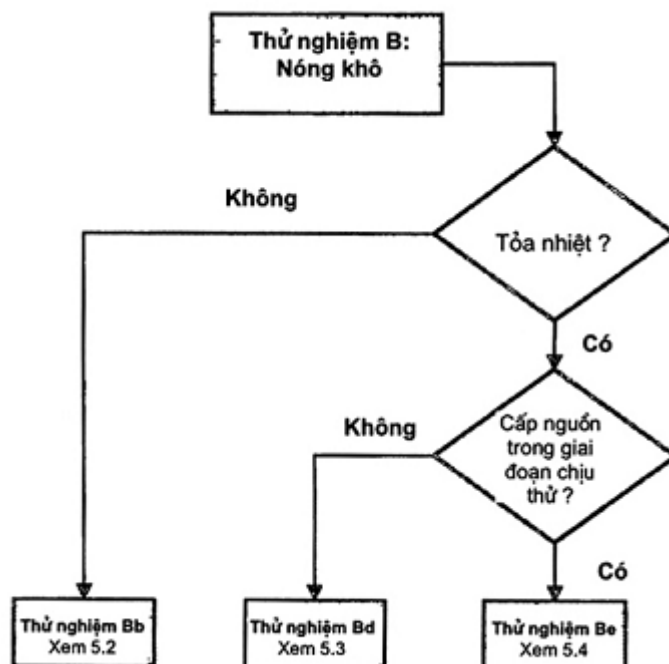 Thử nghiệm B:
Nóng khô
Không
Tỏa nhiệt ?
Có
Không
Cấp nguồn
trong giai
đoạn chịu
thử ?
Có
Thử nghiệm Bb
Xem 5.2
Thử nghiệm Bd
Xem 5.3
Thử nghiệm Be
Xem 5.4